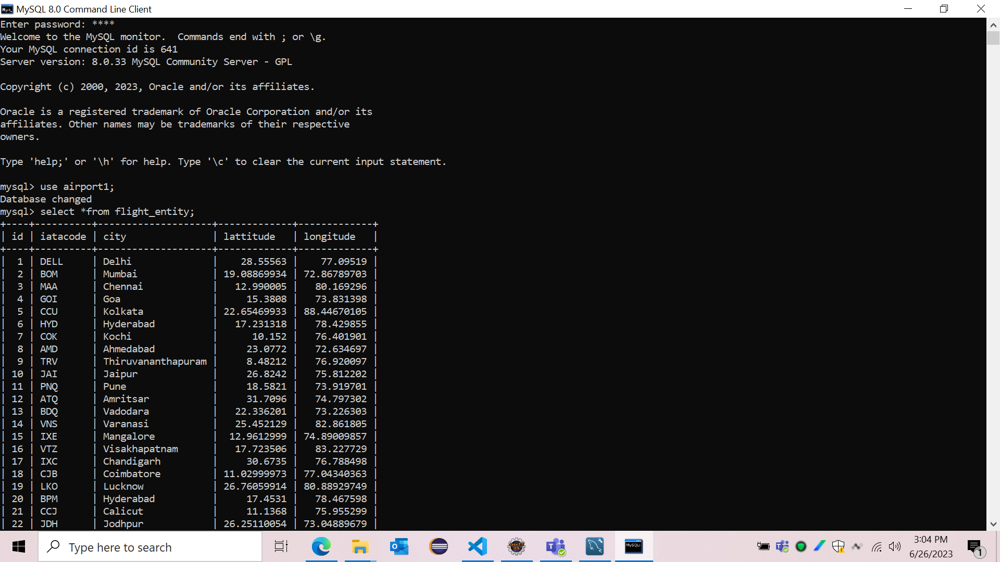 MySQL 8.0 Command Line Client
Enter password: ****
Welcome to the MySQL monitor.  Commands end with ; or \g.
Your MySQL connection id is 641
Server version: 8.0.33 MySQL Community Server - GPL
Copyright (c) 2000, 2023, Oracle and/or its affiliates.
Oracle is a registered trademark of Oracle Corporation and/or its
affiliates. Other names may be trademarks of their respective
owners.
Type 'help;' or '\h' for help. Type '\c' to clear the current input statement.
mysql> use airport1;
Database changed
mysql> select *from flight_entity;
+----+----------+--------------------+-------------+-------------+
| id | iatacode | city               | lattitude   | longitude   |
+----+----------+--------------------+-------------+-------------+
|  1 | DELL     | Delhi              |    28.55563 |    77.09519 |
|  2 | BOM      | Mumbai             | 19.08869934 | 72.86789703 |
|  3 | MAA      | Chennai            |   12.990005 |   80.169296 |
|  4 | GOI      | Goa                |     15.3808 |   73.831398 |
|  5 | CCU      | Kolkata            | 22.65469933 | 88.44670105 |
|  6 | HYD      | Hyderabad          |   17.231318 |   78.429855 |
|  7 | COK      | Kochi              |      10.152 |   76.401901 |
|  8 | AMD      | Ahmedabad          |     23.0772 |   72.634697 |
|  9 | TRV      | Thiruvananthapuram |     8.48212 |   76.920097 |
| 10 | JAI      | Jaipur             |     26.8242 |   75.812202 |
| 11 | PNQ      | Pune               |     18.5821 |   73.919701 |
| 12 | ATQ      | Amritsar           |     31.7096 |   74.797302 |
| 13 | BDQ      | Vadodara           |   22.336201 |   73.226303 |
| 14 | VNS      | Varanasi           |   25.452129 |   82.861805 |
| 15 | IXE      | Mangalore          |  12.9612999 | 74.89009857 |
| 16 | VTZ      | Visakhapatnam      |   17.723506 |   83.227729 |
| 17 | IXC      | Chandigarh         |     30.6735 |   76.788498 |
| 18 | CJB      | Coimbatore         | 11.02999973 | 77.04340363 |
| 19 | LKO      | Lucknow            | 26.76059914 | 80.88929749 |
| 20 | BPM      | Hyderabad          |     17.4531 |   78.467598 |
| 21 | CCJ      | Calicut            |     11.1368 |   75.955299 |
| 22 | JDH      | Jodhpur            | 26.25110054 | 73.04889679 |
Type here to search
3:04 PM
6/26/2023
1